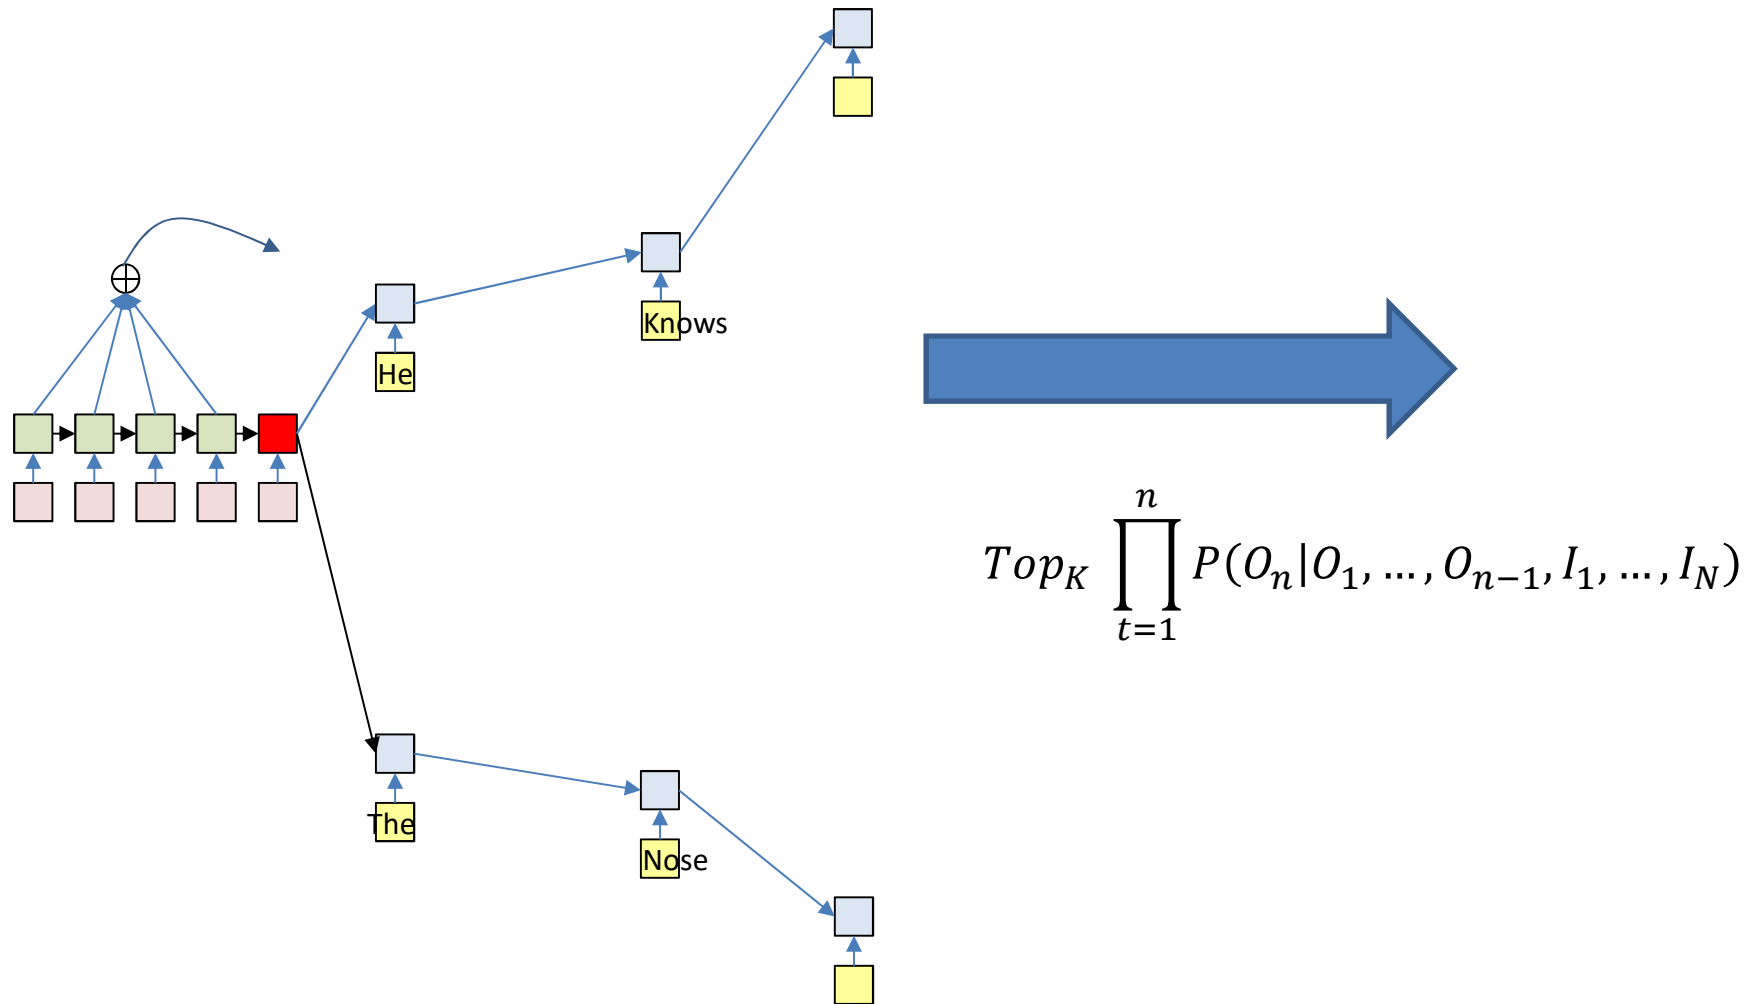 Knows
He
Top_K ∏_{t=1}^{n} P(O_n|O_1, …, O_{n−1}, I_1, …, I_N)
The
Nose